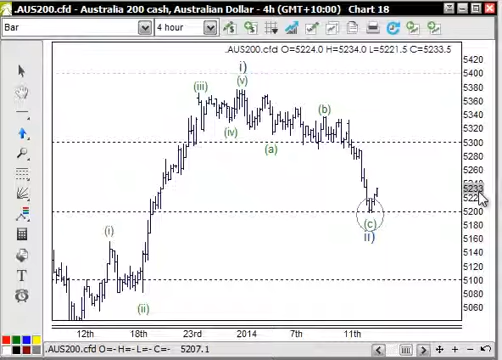 .AUS200.cfd - Australia 200 cash, Australian Dollar - 4h (GMT+10:00) Chart 18
Bar
4 hour
.AUS200.cfd O=5224.0 H=5234.0 L=5221.5 C=5233.5
5420
5400
5380
5360
5340
5320
5300
5280
5260
5240
5233
5200
5180
5160
5140
5120
5100
5080
5060
i)
(iii)
(v)
(iv)
(b)
(a)
(i)
(c)
ii)
(ii)
12th
18th
23rd
2014
7th
11th
.AUS200.cfd O=- H=- L=- C=- 5207.1